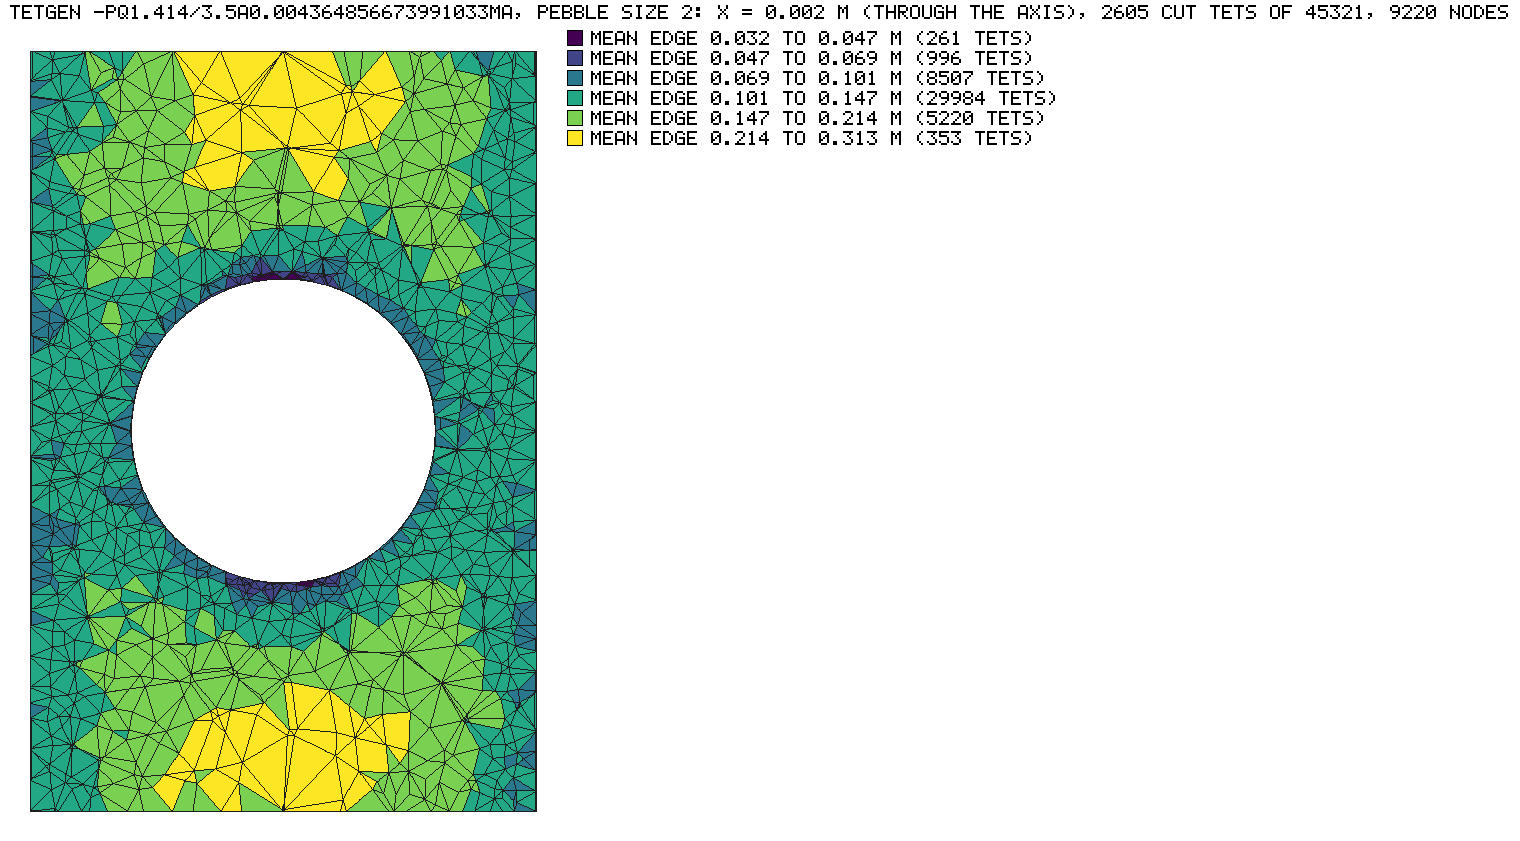 TETGEN -PQ1.414/3.5A0.004364856673991033MA, PEBBLE SIZE 2: X = 0.002 M (THROUGH THE AXIS), 2605 CUT TETS OF 45321, 9220 NODES
MEAN EDGE 0.032 TO 0.047 M (261 TETS)
MEAN EDGE 0.047 TO 0.069 M (996 TETS)
MEAN EDGE 0.069 TO 0.101 M (8507 TETS)
MEAN EDGE 0.101 TO 0.147 M (29984 TETS)
MEAN EDGE 0.147 TO 0.214 M (5220 TETS)
MEAN EDGE 0.214 TO 0.313 M (353 TETS)